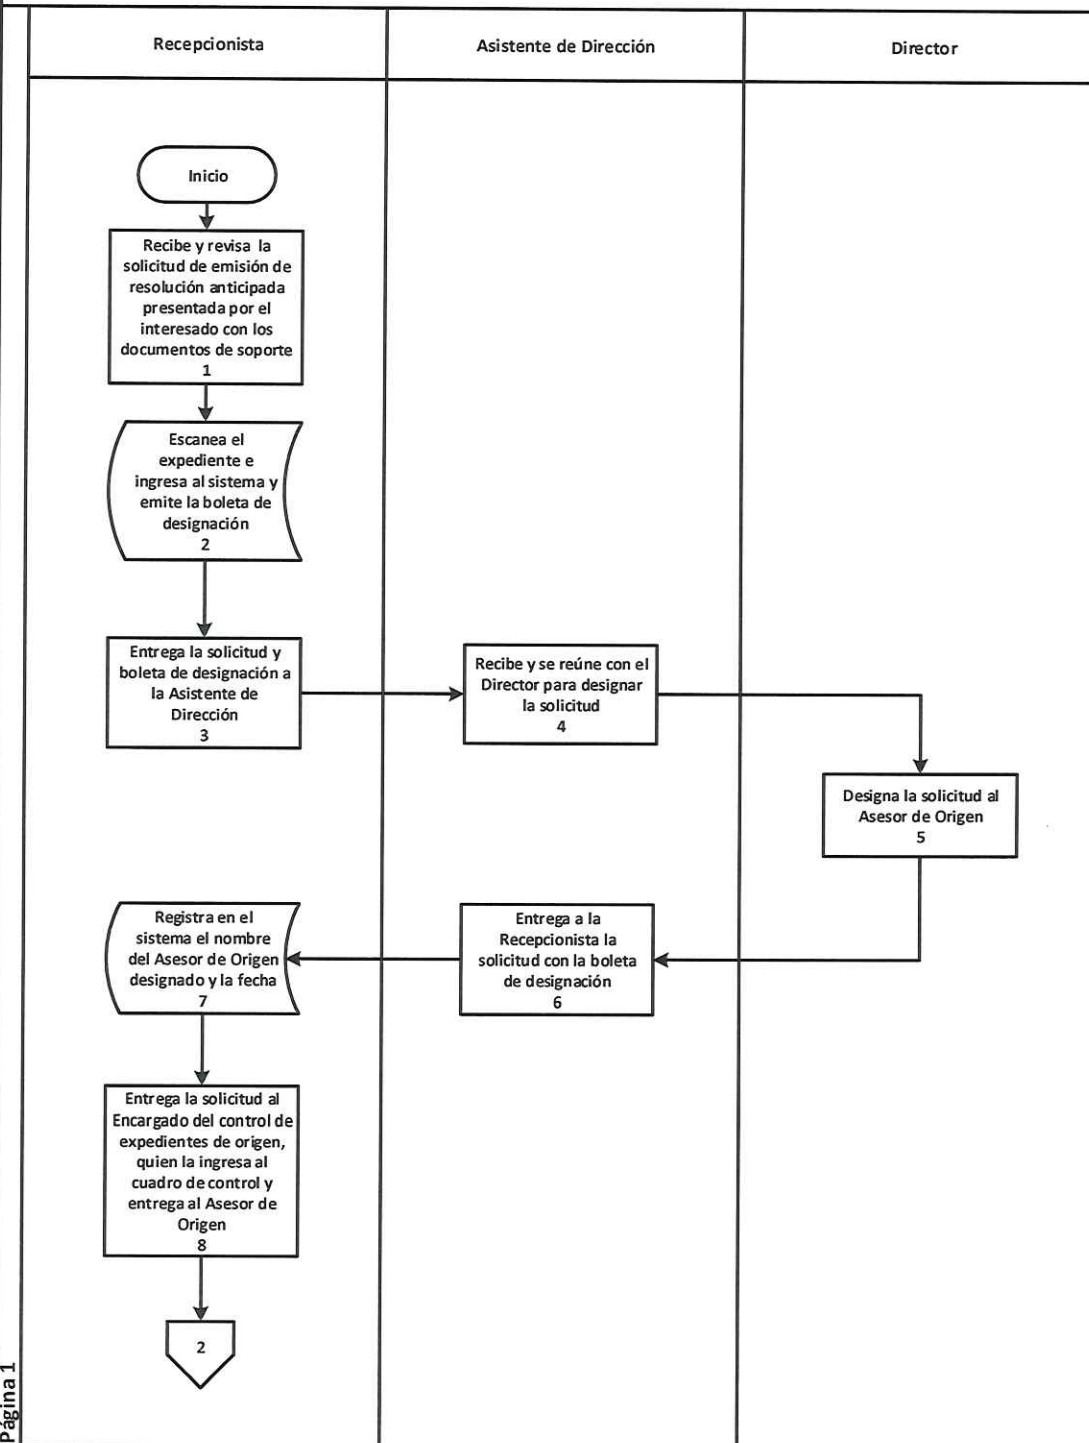 Recepcionista
Asistente de Dirección
Director
Inicio
Recibe y revisa la
solicitud de emisión de
resolución anticipada
presentada por el
interesado con los
documentos de soporte
1
Escanea el
expediente e
ingresa al sistema y
emite la boleta de
designación
2
Entrega la solicitud y
boleta de designación a
la Asistente de
Dirección
3
Recibe y se reúne con el
Director para designar
la solicitud
4
Designa la solicitud al
Asesor de Origen
5
Entrega a la
Recepcionista la
solicitud con la boleta
de designación
6
Registra en el
sistema el nombre
del Asesor de Origen
designado y la fecha
7
Entrega la solicitud al
Encargado del control de
expedientes de origen,
quien la ingresa al
cuadro de control y
entrega al Asesor de
Origen
8
2
Página 1